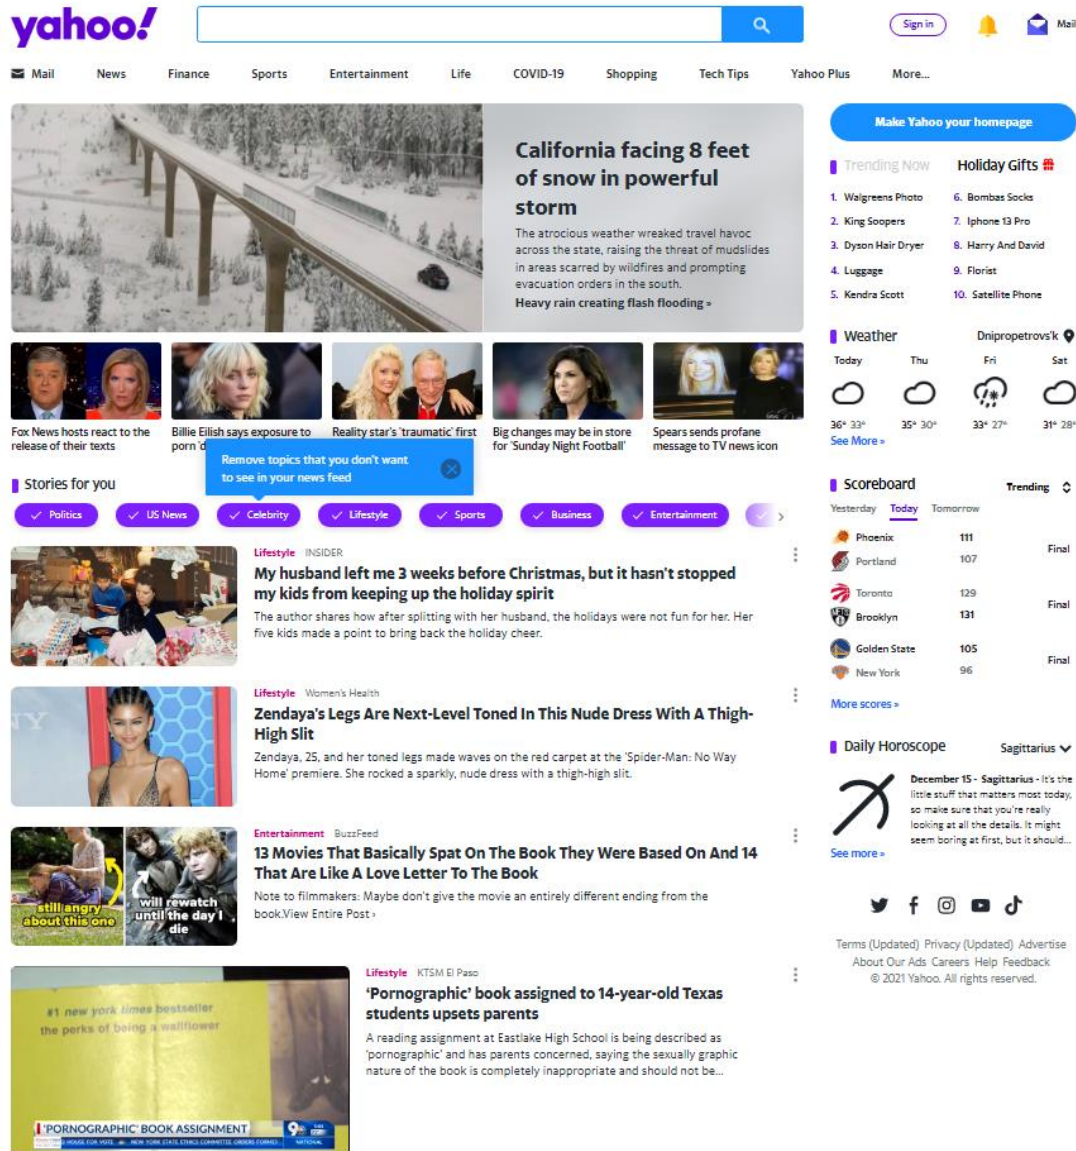 yahoo!
Sign in
Mail
Mail News Finance Sports Entertainment Life COVID-19 Shopping Tech Tips Yahoo Plus More...
California facing 8 feet
of snow in powerful
storm
The atrocious weather wreaked travel havoc
across the state, raising the threat of mudslides
in areas scarred by wildfires and prompting
evacuation orders in the south.
Heavy rain creating flash flooding »
Fox News hosts react to the
release of their texts
Billie Eilish says exposure to
porn 'd
Reality star's 'traumatic' first
Big changes may be in store
for 'Sunday Night Football'
Spears sends profane
message to TV news icon
Remove topics that you don't want
to see in your news feed
Stories for you
Politics US News Celebrity Lifestyle Sports Business Entertainment
Lifestyle INSIDER
My husband left me 3 weeks before Christmas, but it hasn't stopped
my kids from keeping up the holiday spirit
The author shares how after splitting with her husband, the holidays were not fun for her. Her
five kids made a point to bring back the holiday cheer.
Lifestyle Women's Health
Zendaya's Legs Are Next-Level Toned In This Nude Dress With A Thigh-
High Slit
Zendaya, 25, and her toned legs made waves on the red carpet at the 'Spider-Man: No Way
Home' premiere. She rocked a sparkly, nude dress with a thigh-high slit.
still angry
about this one
will rewatch
until the day I
die
Entertainment BuzzFeed
13 Movies That Basically Spat On The Book They Were Based On And 14
That Are Like A Love Letter To The Book
Note to filmmakers: Maybe don't give the movie an entirely different ending from the
book.View Entire Post ›
#1 new york times bestseller
the perks of being a wallflower
'PORNOGRAPHIC' BOOK ASSIGNMENT
9
HOUSE FOR VOTE NEW YORK STATE ETHICS COMMITTEE ORDERS FORMER
NATIONAL
Lifestyle KTSM El Paso
'Pornographic' book assigned to 14-year-old Texas
students upsets parents
A reading assignment at Eastlake High School is being described as
'pornographic' and has parents concerned, saying the sexually graphic
nature of the book is completely inappropriate and should not be...
Make Yahoo your homepage
Trending Now Holiday Gifts
1. Walgreens Photo
2. King Soopers
3. Dyson Hair Dryer
4. Luggage
5. Kendra Scott
6. Bombas Socks
7. Iphone 13 Pro
8. Harry And David
9. Florist
10. Satellite Phone
Weather Dnipropetrovs'k
Today Thu Fri Sat
36° 33° 35° 30° 33° 27° 31° 28°
See More »
Scoreboard Trending
Yesterday Today Tomorrow
Phoenix 111
Portland 107
Final
Toronto 129
Brooklyn 131
Final
Golden State 105
New York 96
Final
More scores »
Daily Horoscope Sagittarius
December 15 - Sagittarius - It's the
little stuff that matters most today,
so make sure that you're really
looking at all the details. It might
seem boring at first, but it should...
See more »
Terms (Updated) Privacy (Updated) Advertise
About Our Ads Careers Help Feedback
© 2021 Yahoo. All rights reserved.